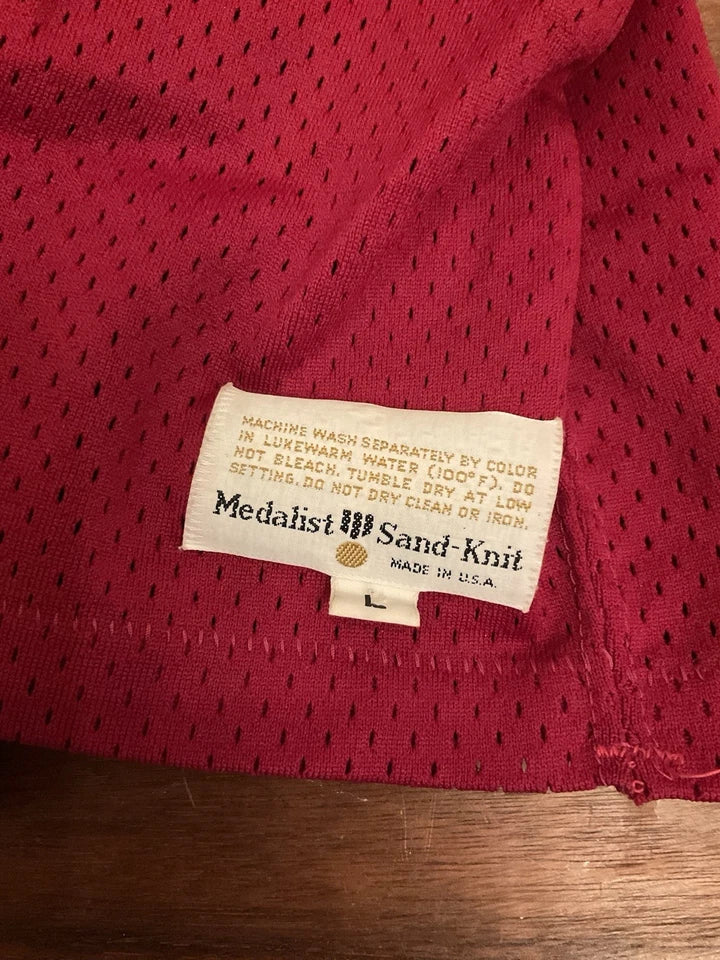 MACHINE WASH SEPARATELY BY COLOR
IN LUKEWARM WATER (100°F). DO
NOT BLEACH. TUMBLE DRY AT LOW
SETTING. DO NOT DRY CLEAN OR IRON.
Medalist Sand-Knit
MADE IN U.S.A.
L